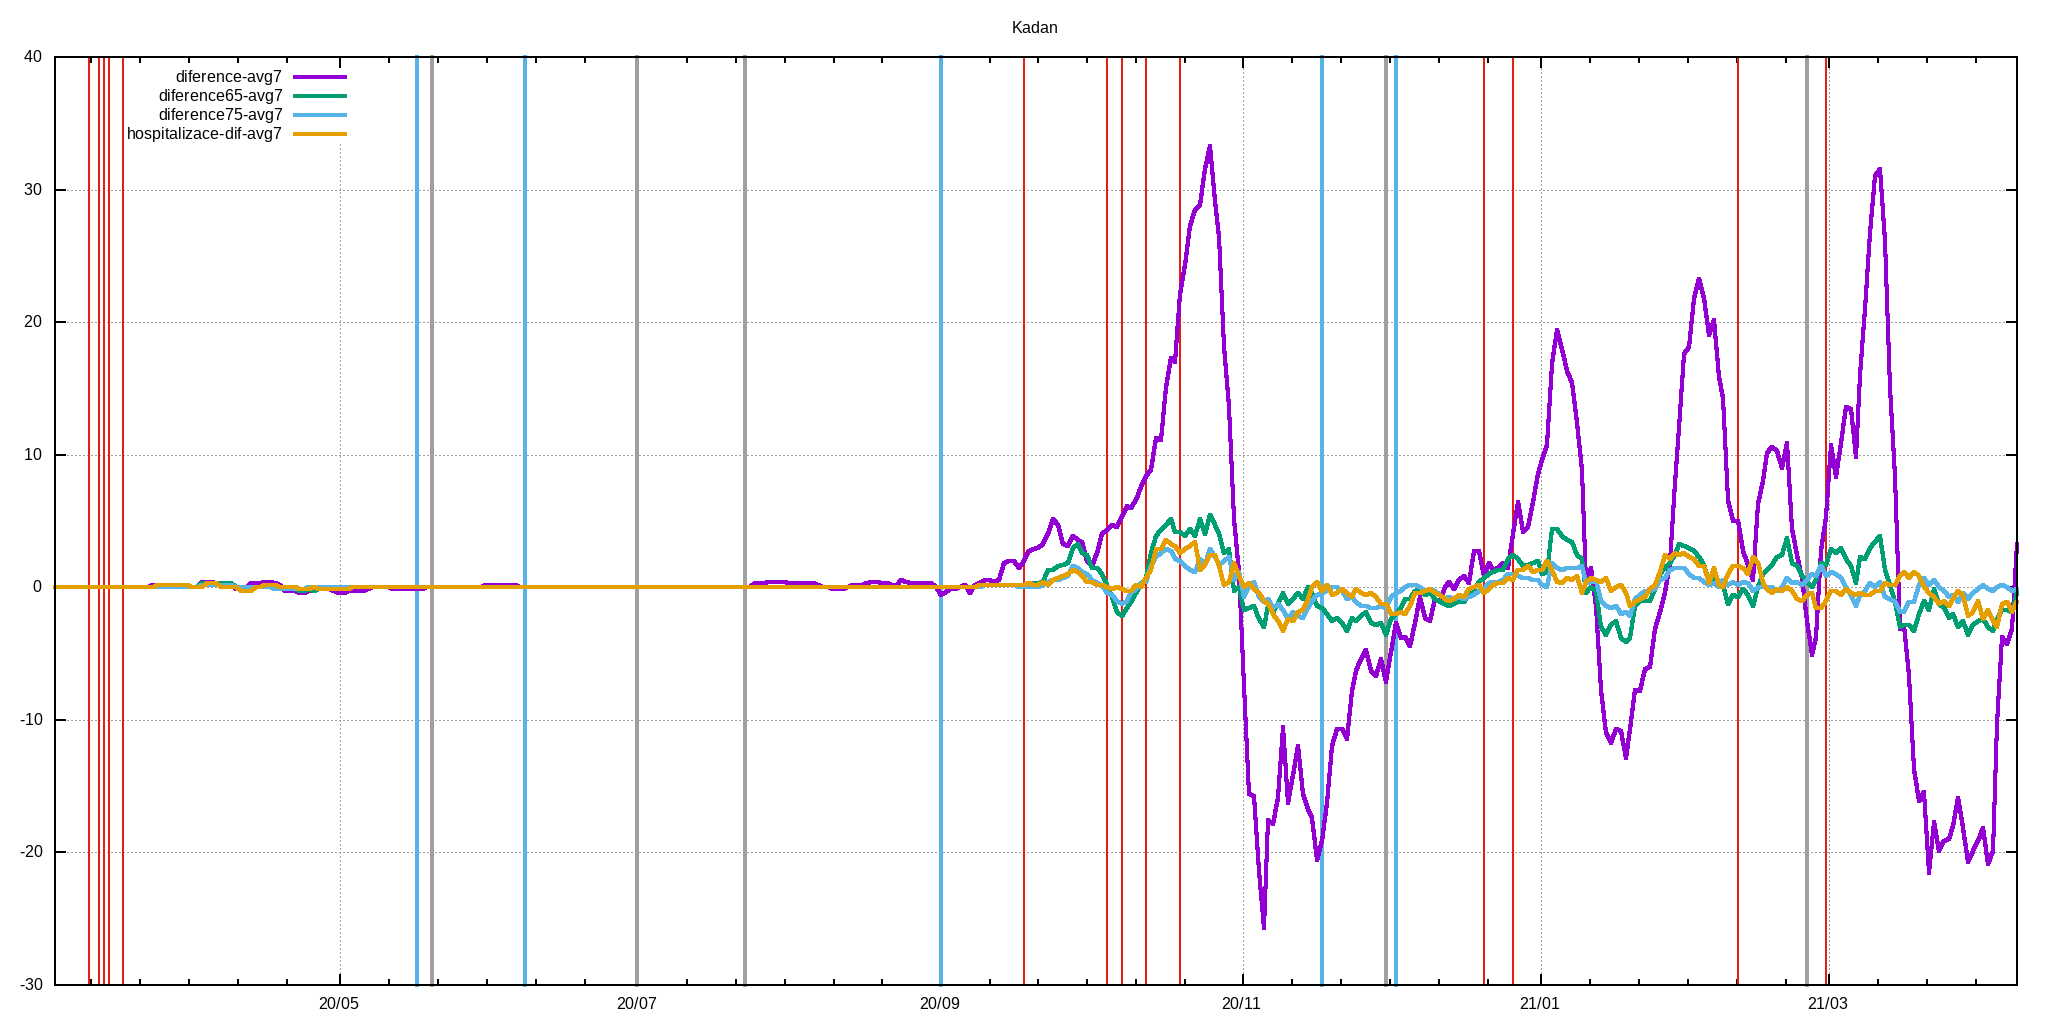 Kadan
diference-avg7
diference65-avg7
diference75-avg7
hospitalizace-dif-avg7
40
30
20
10
0
-10
-20
-30
20/05 20/07 20/09 20/11 21/01 21/03